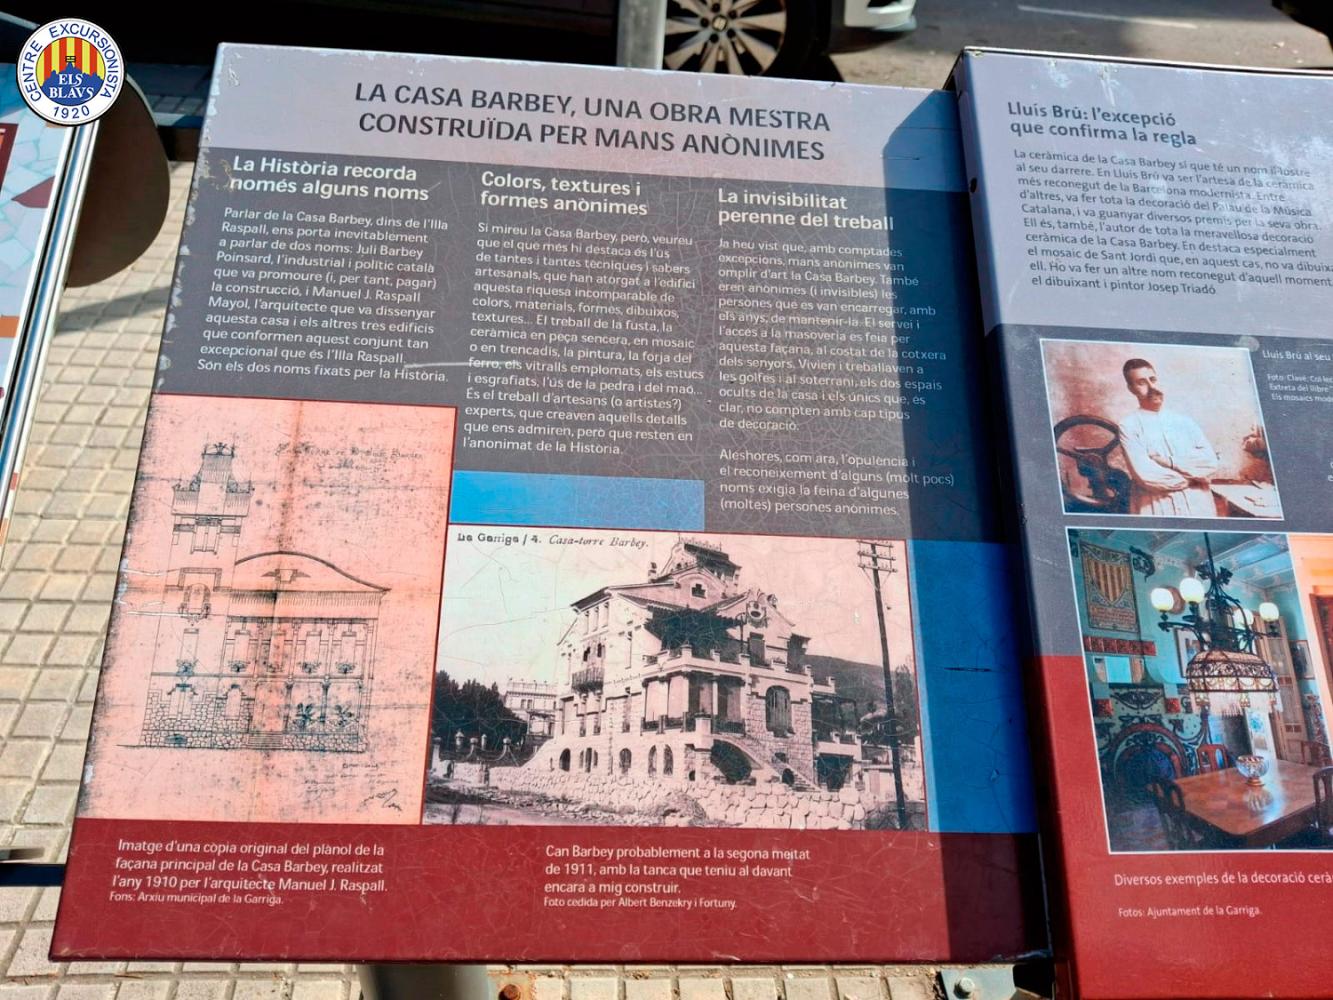 CENTRE EXCURSIONISTA
ELS
BLAVS
1920
LA CASA BARBEY, UNA OBRA MESTRA
CONSTRUÏDA PER MANS ANÒNIMES
La Història recorda
només alguns noms
Parlar de la Casa Barbey, dins de l'Illa
Raspall, ens porta inevitablement
a parlar de dos noms: Juli Barbey
Poinsard, l'industrial i polític català
que va promoure (i, per tant, pagar)
la construcció, i Manuel J. Raspall
Mayol, l'arquitecte que va dissenyar
aquesta casa i els altres tres edificis
que conformen aquest conjunt tan
excepcional que és l'Illa Raspall.
Són els dos noms fixats per la Història.
Colors, textures i
formes anònimes
Si mireu la Casa Barbey, però, veureu
que el que més hi destaca és l'ús
de tantes i tantes tècniques i sabers
artesanals, que han atorgat a l'edifici
aquesta riquesa incomparable de
colors, materials, formes, dibuixos,
textures... El treball de la fusta, la
ceràmica en peça sencera, en mosaic
o en trencadís, la pintura, la forja del
ferro, els vitralls emplomats, els estucs
i esgrafiats, l'ús de la pedra i del maó...
És el treball d'artesans (o artistes?)
experts, que creaven aquells detalls
que ens admiren, però que resten en
l'anonimat de la Història.
La invisibilitat
perenne del treball
Ja heu vist que, amb comptades
excepcions, mans anònimes van
omplir d'art la Casa Barbey. També
eren anònimes (i invisibles) les
persones que es van encarregar, amb
els anys, de mantenir-la. El servei i
l'accés a la masoveria es feia per
aquesta façana, al costat de la cotxera
dels senyors. Vivien i treballaven a
les golfes i al soterrani, els dos espais
ocults de la casa i els únics que, és
clar, no compten amb cap tipus
de decoració.
Aleshores, com ara, l'opulència i
el reconeixement d'alguns (molt pocs)
noms exigia la feina d'algunes
(moltes) persones anònimes.
La Garriga / 4. Casa-torre Barbey.
Imatge d'una còpia original del plànol de la
façana principal de la Casa Barbey, realitzat
l'any 1910 per l'arquitecte Manuel J. Raspall.
Fons: Arxiu municipal de la Garriga.
Can Barbey probablement a la segona meitat
de 1911, amb la tanca que teniu al davant
encara a mig construir.
Foto cedida per Albert Benzekry i Fortuny.
Lluís Brú: l'excepció
que confirma la regla
La ceràmica de la Casa Barbey sí que té un nom il·lustre
al seu darrere. En Lluís Brú va ser l'artesà de la ceràmica
més reconegut de la Barcelona modernista. Entre
d'altres, va fer tota la decoració del Palau de la Música
Catalana, i va guanyar diversos premis per la seva obra.
Ell és, també, l'autor de tota la meravellosa decoració
ceràmica de la Casa Barbey. En destaca especialment
el mosaic de Sant Jordi que, en aquest cas, no va dibuixa
ell. Ho va fer un altre nom reconegut d'aquell moment
el dibuixant i pintor Josep Triadó
Lluís Brú al seu
Foto: Clavé: Col·lec
Extreta del llibre
Els mosaics mod
Diversos exemples de la decoració cerà
Fotos: Ajuntament de la Garriga.